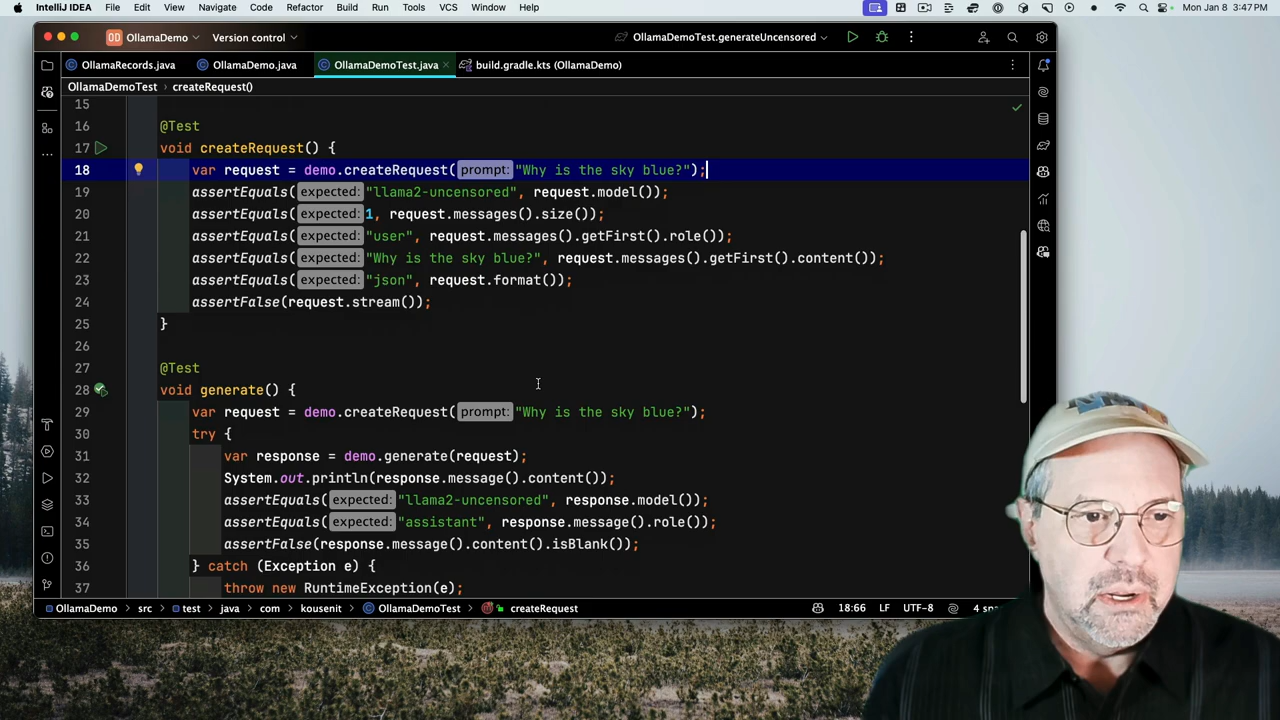 IntelliJ IDEA File Edit View Navigate Code Refactor Build Run Tools VCS Window Help Mon Jan 8 3:47 PM
OD OllamaDemo Version control OllamaDemoTest.generateUncensored
OllamaRecords.java OllamaDemo.java OllamaDemoTest.java build.gradle.kts (OllamaDemo)
OllamaDemoTest createRequest()
15
16 @Test
17 void createRequest() {
18 var request = demo.createRequest( prompt: "Why is the sky blue?");
19 assertEquals( expected: "llama2-uncensored", request.model());
20 assertEquals( expected: 1, request.messages().size());
21 assertEquals( expected: "user", request.messages().getFirst().role());
22 assertEquals( expected: "Why is the sky blue?", request.messages().getFirst().content());
23 assertEquals( expected: "json", request.format());
24 assertFalse(request.stream());
25 }
26
27 @Test
28 void generate() {
29 var request = demo.createRequest( prompt: "Why is the sky blue?");
30 try {
31 var response = demo.generate(request);
32 System.out.println(response.message().content());
33 assertEquals( expected: "llama2-uncensored", response.model());
34 assertEquals( expected: "assistant", response.message().role());
35 assertFalse(response.message().content().isBlank());
36 } catch (Exception e) {
37 throw new RuntimeException(e);
OllamaDemo src test java com kousenit OllamaDemoTest createRequest 18:66 LF UTF-8